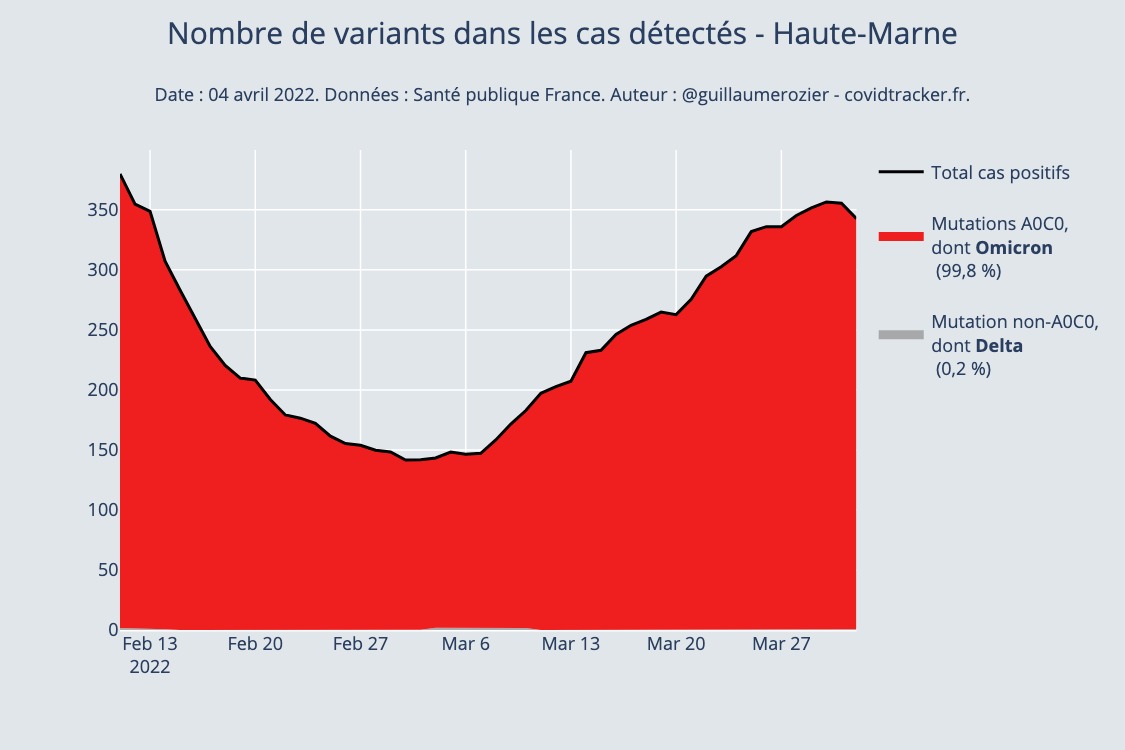 Nombre de variants dans les cas détectés - Haute-Marne
Date : 04 avril 2022. Données : Santé publique France. Auteur : @guillaumerozier - covidtracker.fr.
Total cas positifs
Mutations A0C0,
dont Omicron
(99,8 %)
Mutation non-A0C0,
dont Delta
(0,2 %)
350
300
250
200
150
100
50
0
Feb 13 Feb 20 Feb 27 Mar 6 Mar 13 Mar 20 Mar 27
2022